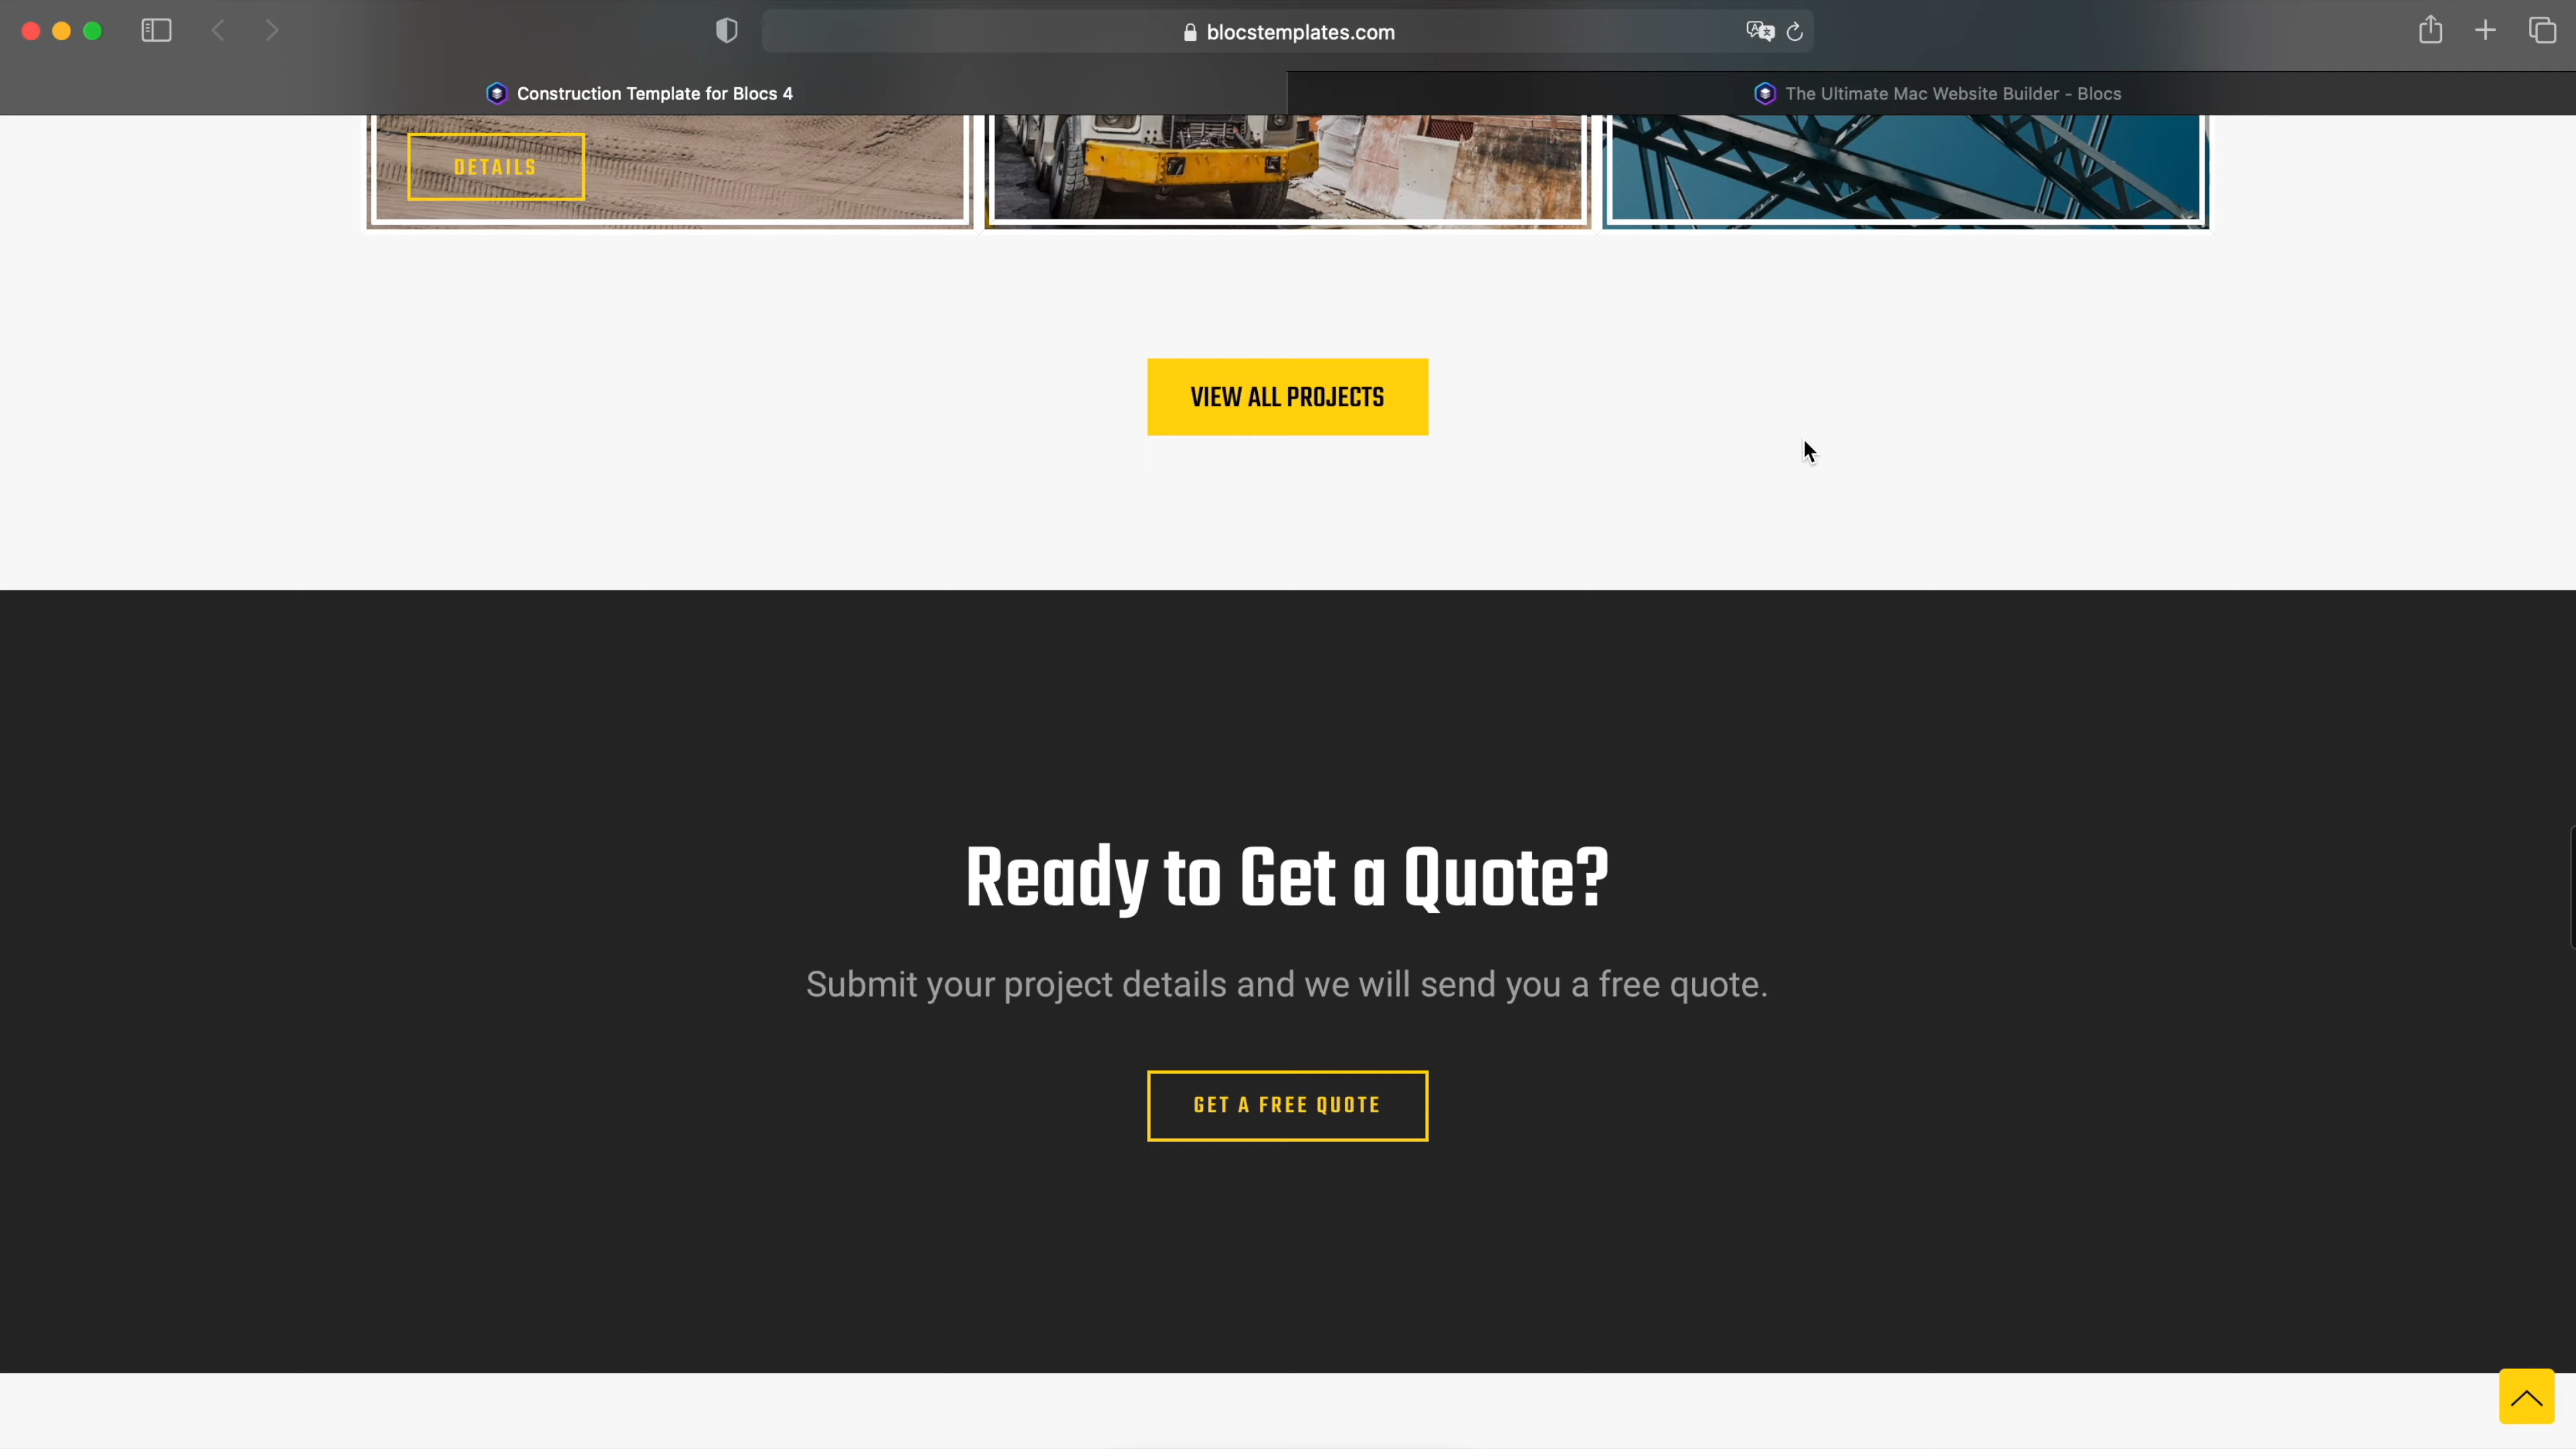 blocstemplates.com
Construction Template for Blocs 4
The Ultimate Mac Website Builder - Blocs
DETAILS
VIEW ALL PROJECTS
Ready to Get a Quote?
Submit your project details and we will send you a free quote.
GET A FREE QUOTE